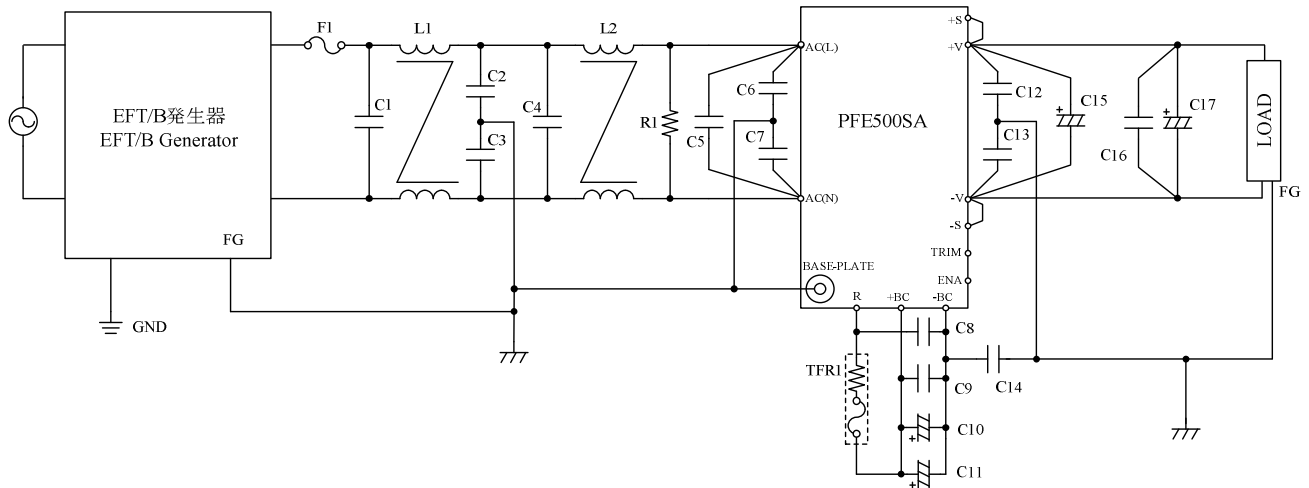 EFT/B発生器
EFT/B Generator
FG
GND
F1
L1
L2
C1
C2
C3
C4
R1
C5
C6
C7
AC(L)
AC(N)
PFE500SA
BASE-PLATE
R
+BC
-BC
+S
+V
-V
-S
TRIM
ENA
C12
C13
C15
+
C16
C17
+
LOAD
FG
TFR1
C8
C9
C14
C10
+
C11
+